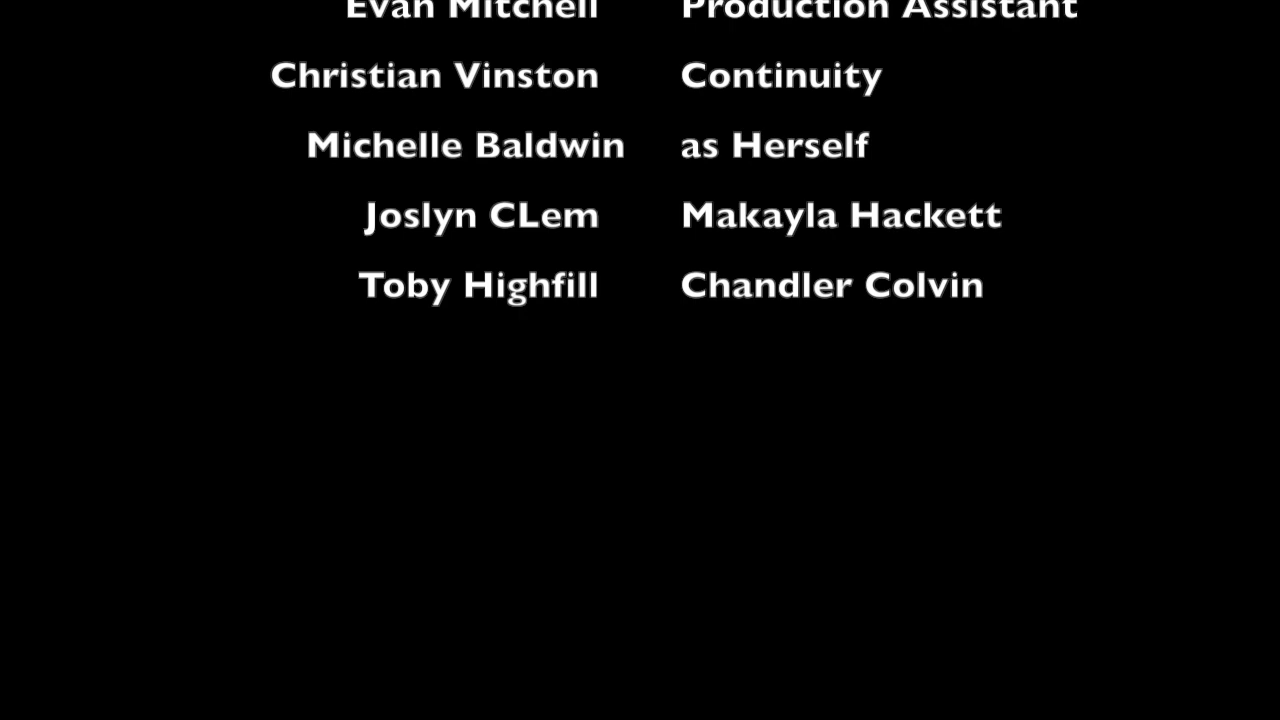 Evan Mitchell Production Assistant
Christian Vinston Continuity
Michelle Baldwin as Herself
Joslyn CLem Makayla Hackett
Toby Highfill Chandler Colvin